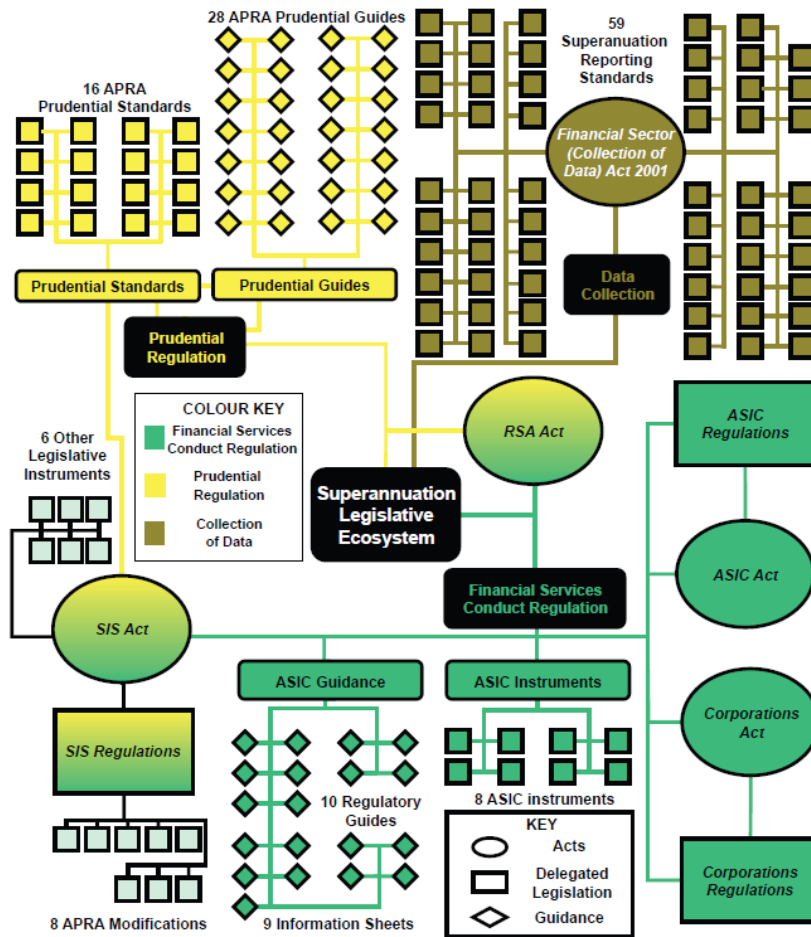 28 APRA Prudential Guides
59
Superanuation
Reporting
Standards
16 APRA
Prudential Standards
Financial Sector
(Collection of
Data) Act 2001
Prudential Standards
Prudential Guides
Data
Collection
Prudential
Regulation
COLOUR KEY
Financial Services
Conduct Regulation
Prudential
Regulation
Collection
of Data
RSA Act
ASIC
Regulations
6 Other
Legislative
Instruments
Superannuation
Legislative
Ecosystem
ASIC Act
Financial Services
Conduct Regulation
SIS Act
ASIC Guidance
ASIC Instruments
Corporations
Act
SIS Regulations
10 Regulatory
Guides
8 ASIC instruments
KEY
Acts
Delegated
Legislation
Guidance
Corporations
Regulations
8 APRA Modifications
9 Information Sheets